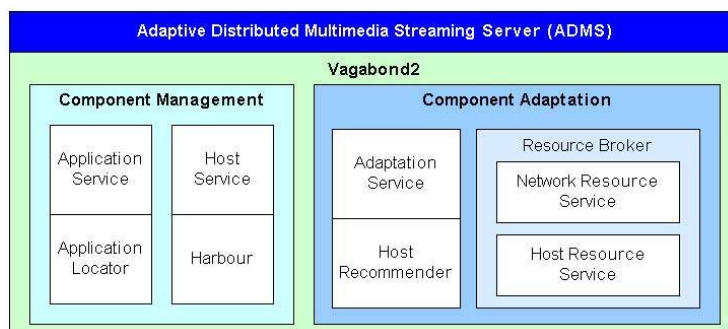 Adaptive Distributed Multimedia Streaming Server (ADMS)
Vagabond2
Component Management
Application
Service
Host
Service
Application
Locator
Harbour
Component Adaptation
Adaptation
Service
Host
Recommender
Resource Broker
Network Resource
Service
Host Resource
Service